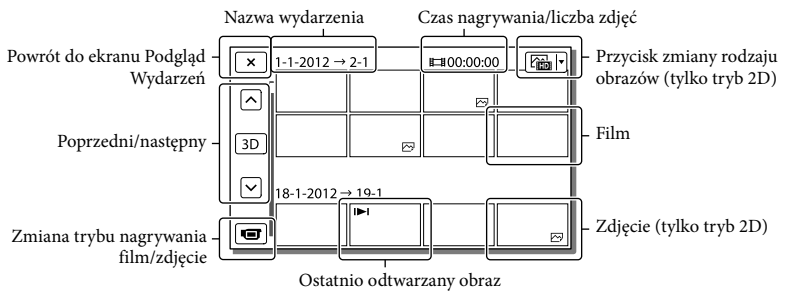 Nazwa wydarzenia
Czas nagrywania/liczba zdjęć
Powrót do ekranu Podgląd
Wydarzeń
1-1-2012 → 2-1
00:00:00
HD
Przycisk zmiany rodzaju
obrazów (tylko tryb 2D)
Poprzedni/następny
3D
Film
18-1-2012 → 19-1
Zmiana trybu nagrywania
film/zdjęcie
Zdjęcie (tylko tryb 2D)
Ostatnio odtwarzany obraz